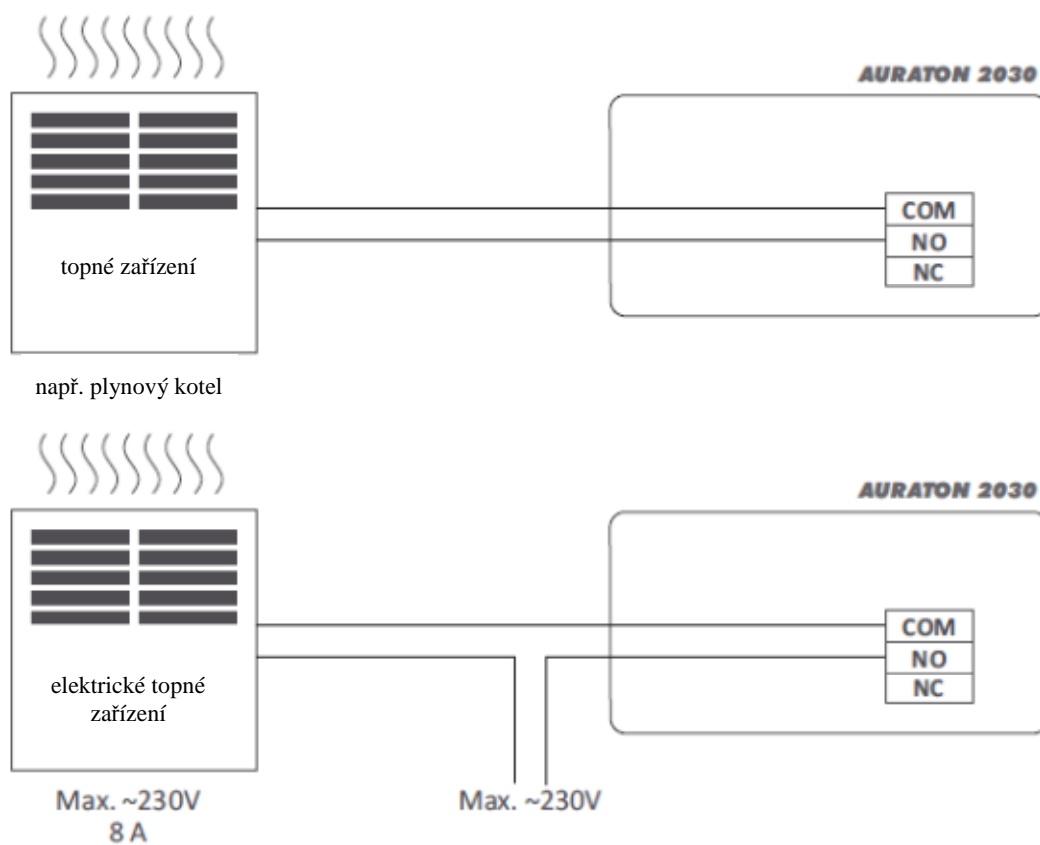 AURATON 2030
COM
NO
NC
topné zařízení
např. plynový kotel
AURATON 2030
COM
NO
NC
elektrické topné
zařízení
Max. ~230V
8 A
Max. ~230V